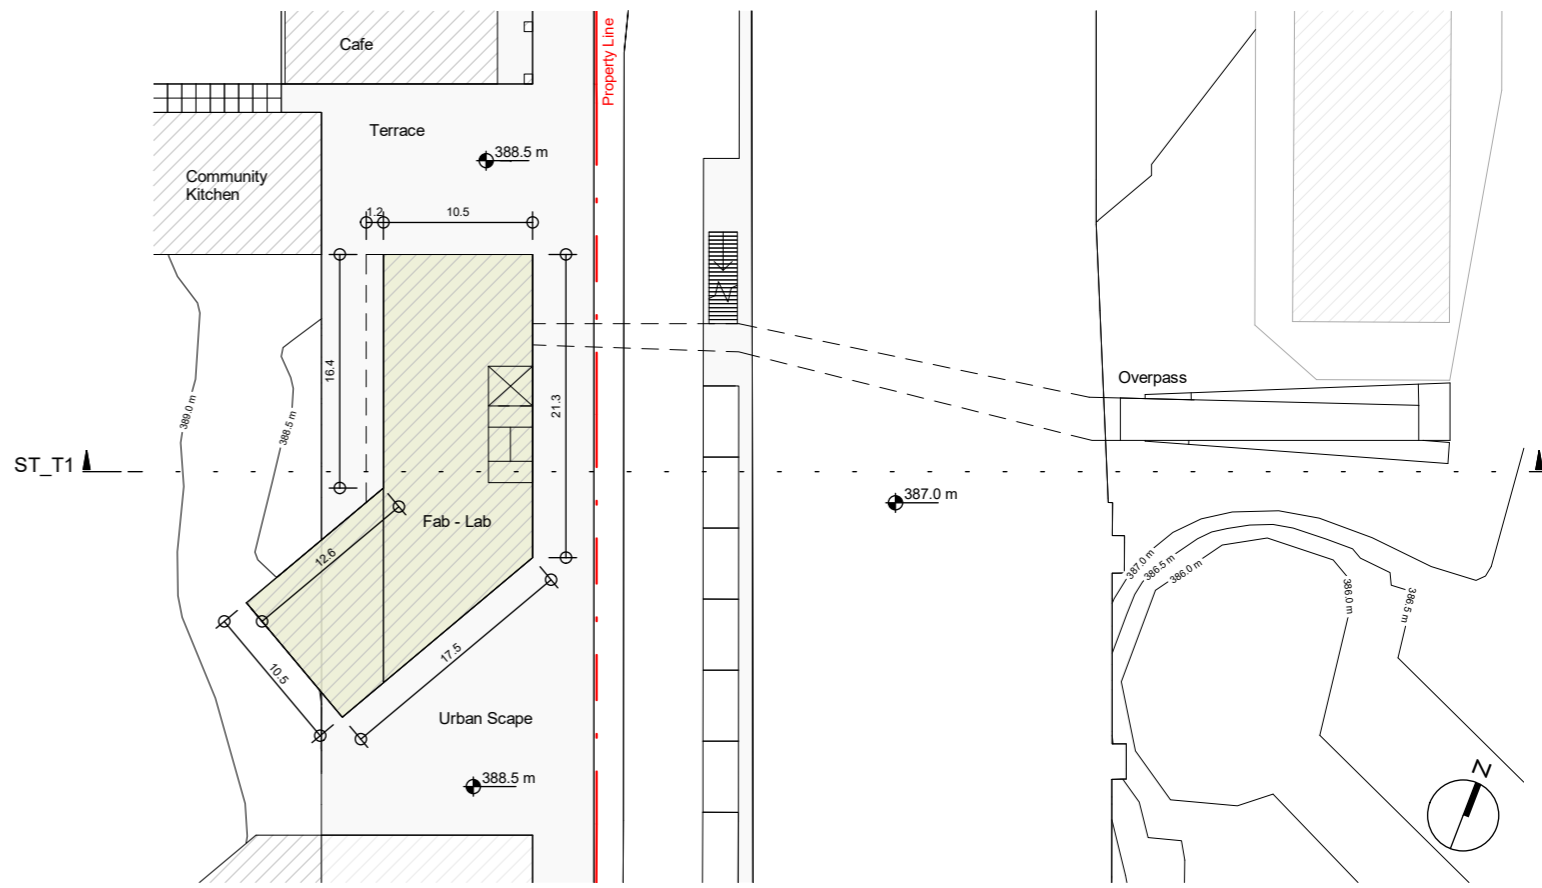 Cafe
Property Line
Terrace
388.5 m
Community
Kitchen
1.2
10.5
16.4
21.3
389.0 m
388.5 m
Overpass
ST_T1
387.0 m
Fab - Lab
12.6
387.0 m
386.5 m
386.0 m
386.0 m
386.5 m
17.5
10.5
Urban Scape
388.5 m
N